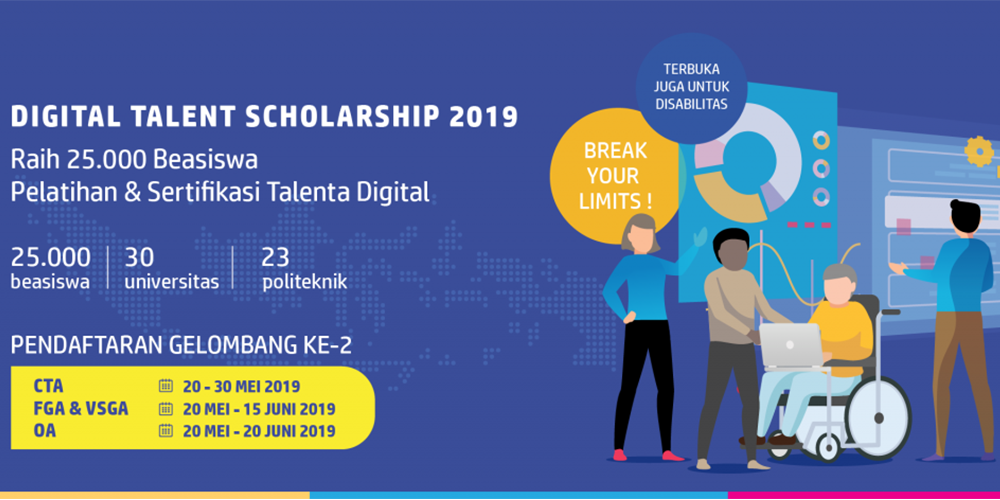 DIGITAL TALENT SCHOLARSHIP 2019
Raih 25.000 Beasiswa
Pelatihan & Sertifikasi Talenta Digital
25.000 beasiswa
30 universitas
23 politeknik
PENDAFTARAN GELOMBANG KE-2
CTA 20 - 30 MEI 2019
FGA & VSGA 20 MEI - 15 JUNI 2019
OA 20 MEI - 20 JUNI 2019
TERBUKA
JUGA UNTUK
DISABILITAS
BREAK
YOUR
LIMITS !